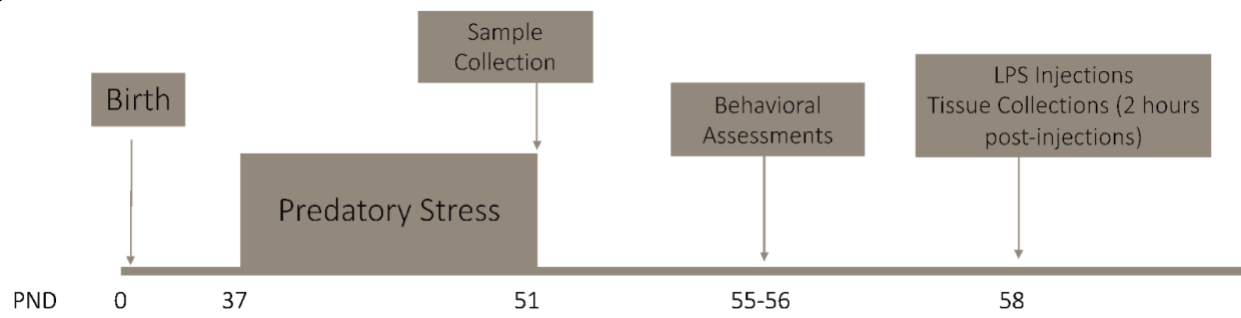 Sample
Collection
Birth
Behavioral
Assessments
LPS Injections
Tissue Collections (2 hours
post-injections)
Predatory Stress
PND 0 37 51 55-56 58